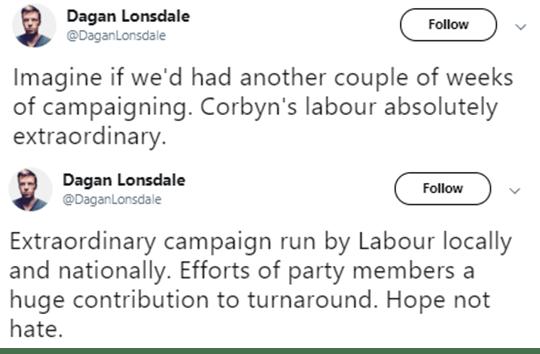 Dagan Lonsdale
@DaganLonsdale
Follow
Imagine if we'd had another couple of weeks
of campaigning. Corbyn's labour absolutely
extraordinary.
Dagan Lonsdale
@DaganLonsdale
Follow
Extraordinary campaign run by Labour locally
and nationally. Efforts of party members a
huge contribution to turnaround. Hope not
hate.